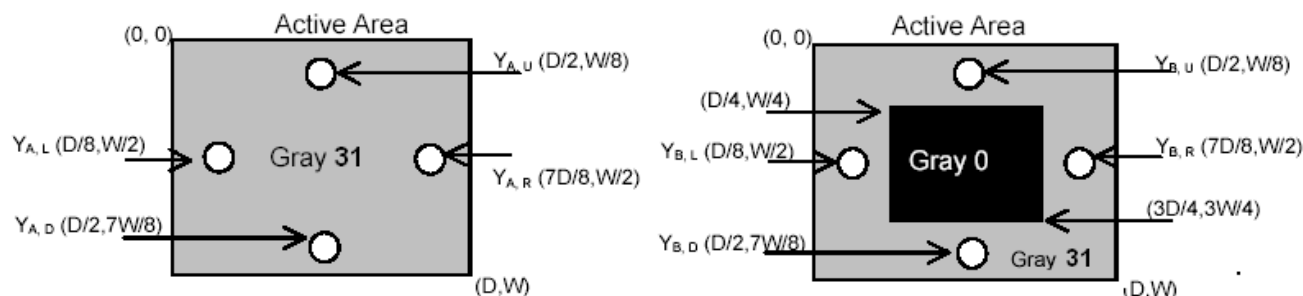 Active Area
(0, 0)
Y A, U (D/2,W/8)
Y A, L (D/8,W/2)
Gray 31
Y A, R (7D/8,W/2)
Y A, D (D/2,7W/8)
(D,W)
Active Area
(0, 0)
Y B, U (D/2,W/8)
(D/4,W/4)
Y B, L (D/8,W/2)
Gray 0
Y B, R (7D/8,W/2)
(3D/4,3W/4)
Y B, D (D/2,7W/8)
Gray 31
(D,W)